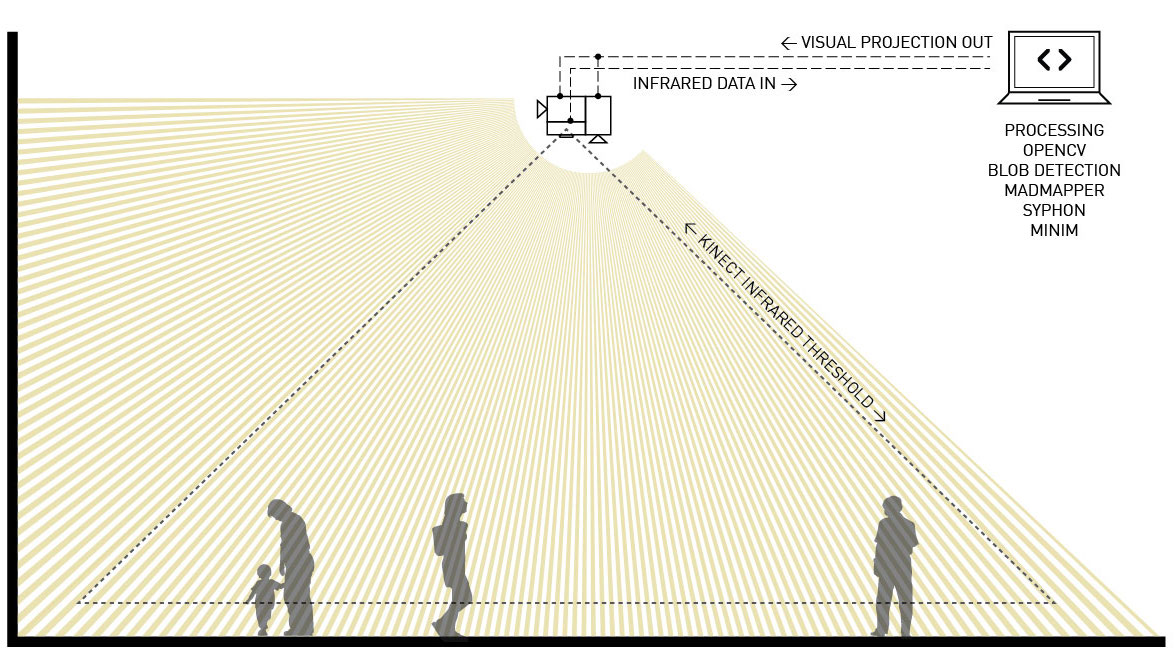 ← VISUAL PROJECTION OUT
INFRARED DATA IN →
< >
PROCESSING
OPENCV
BLOB DETECTION
MADMAPPER
SYPHON
MINIM
← KINECT INFRARED THRESHOLD →